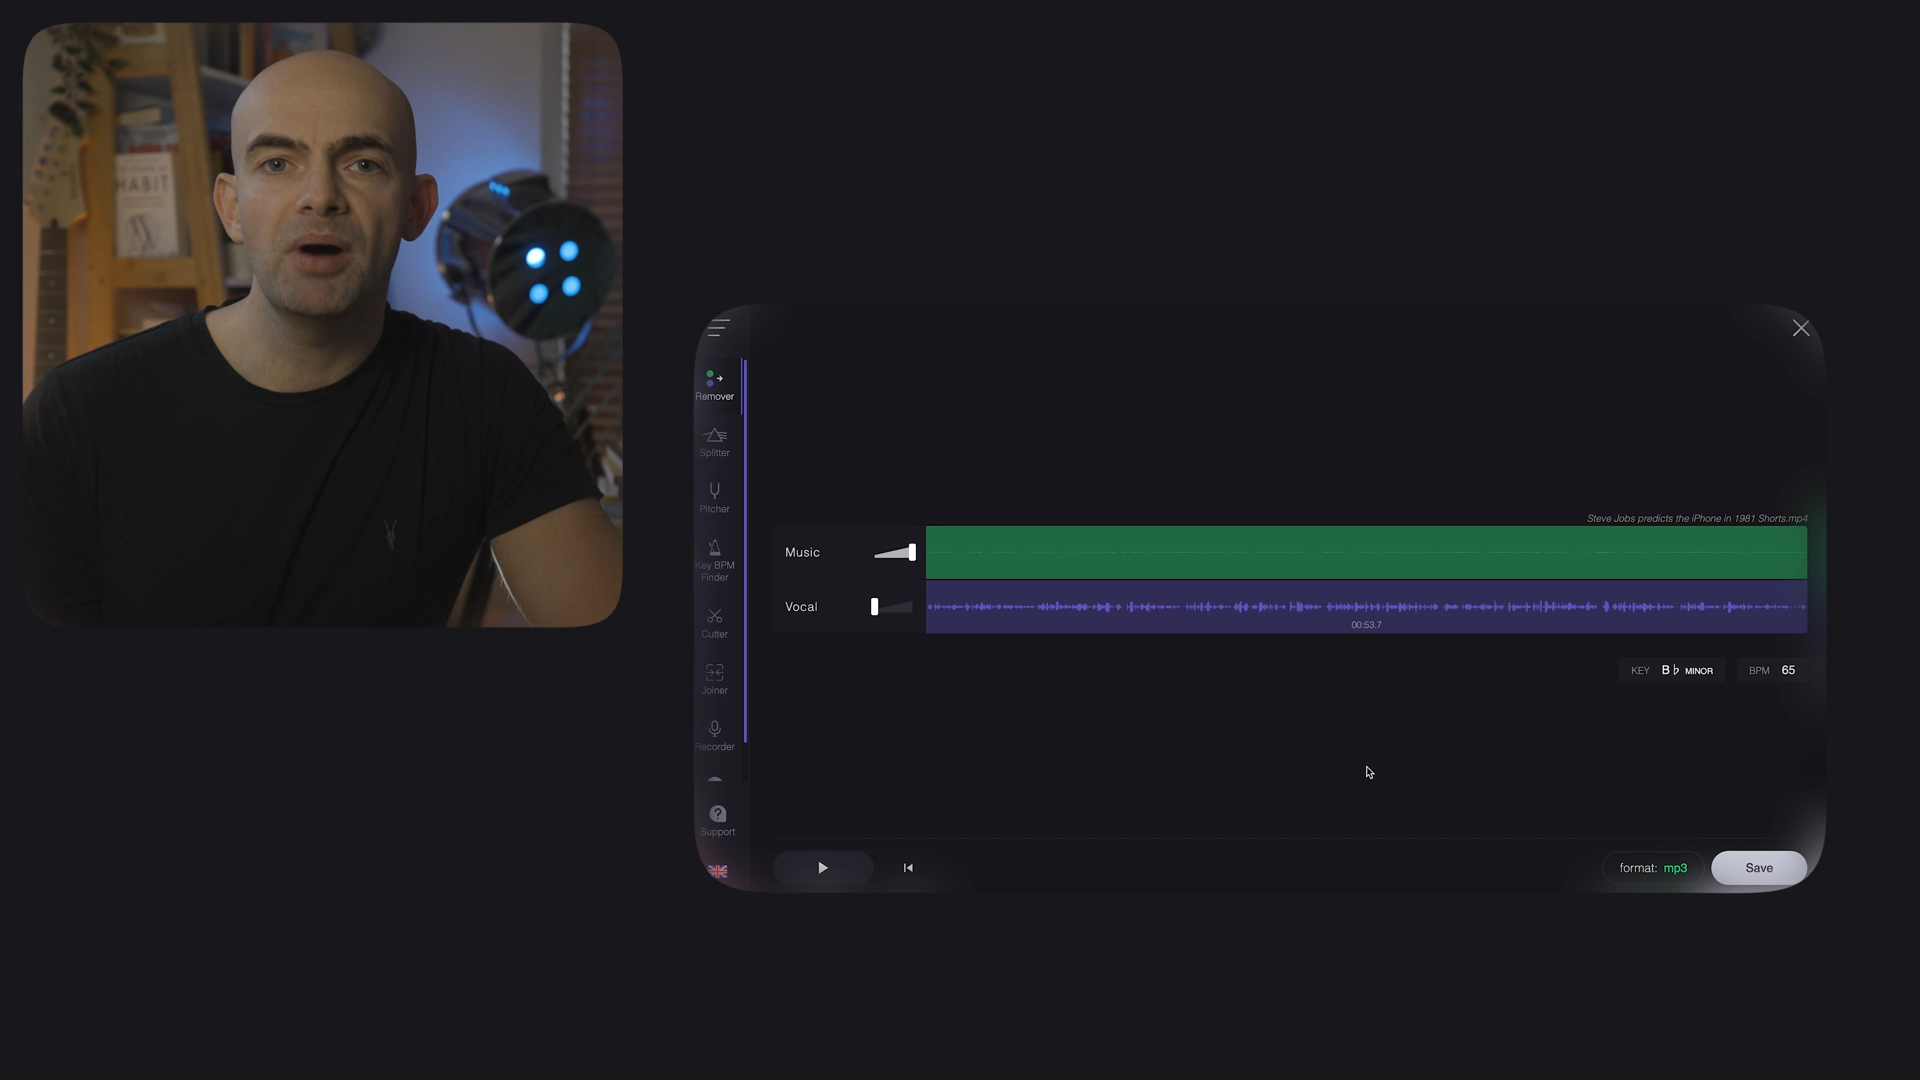 HABIT
Remover
Splitter
Pitcher
Key BPM
Finder
Cutter
Joiner
Recorder
Support
Steve Jobs predicts the iPhone in 1981 Shorts.mp4
Music
Vocal
00:53.7
KEY B♭ MINOR BPM 65
format: mp3
Save